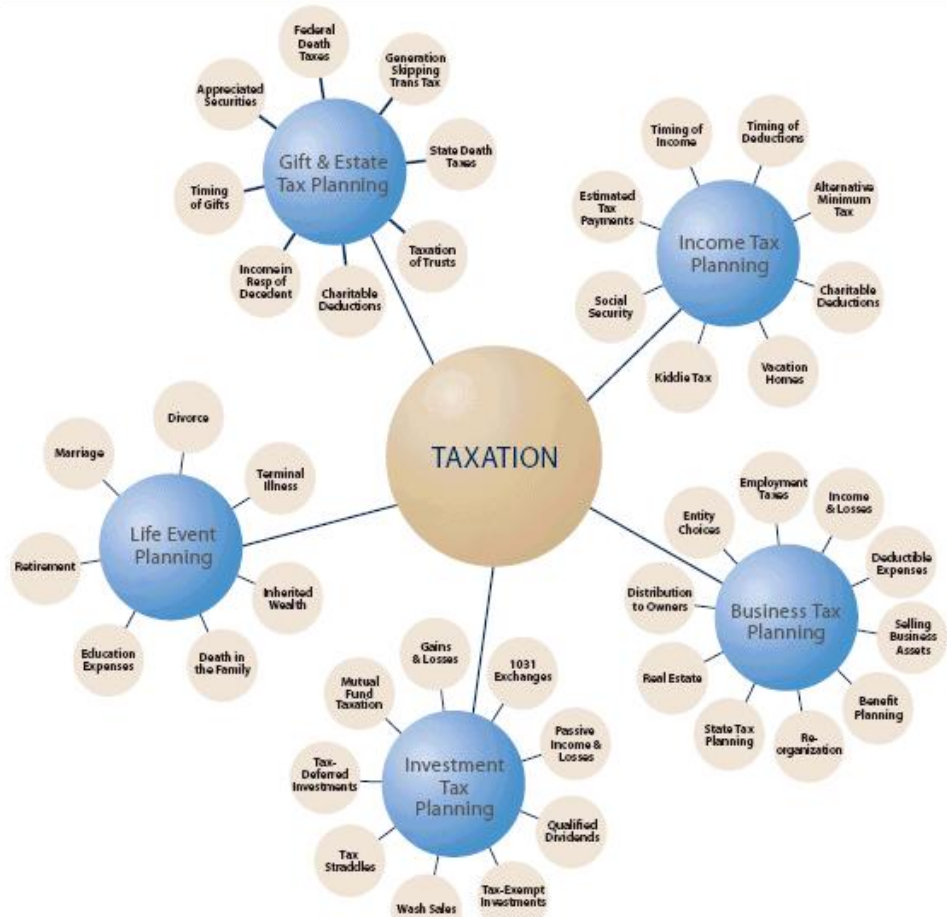 Federal
Death
Taxes
Generation
Skipping
Trans Tax
Appreciated
Securities
State Death
Taxes
Gift & Estate
Tax Planning
Timing
of Gifts
Taxation
of Trusts
Income in
Resp of
Decedent
Charitable
Deductions
Timing of
Income
Timing of
Deductions
Estimated
Tax
Payments
Alternative
Minimum
Tax
Income Tax
Planning
Social
Security
Charitable
Deductions
Kiddie Tax
Vacation
Homes
TAXATION
Divorce
Marriage
Terminal
Illness
Life Event
Planning
Retirement
Inherited
Wealth
Education
Expenses
Death in
the Family
Employment
Taxes
Income
& Losses
Entity
Choices
Deductible
Expenses
Distribution
to Owners
Business Tax
Planning
Selling
Business
Assets
Real Estate
Benefit
Planning
State Tax
Planning
Re-
organization
Gains
& Losses
1031
Exchanges
Mutual
Fund
Taxation
Passive
Income &
Losses
Tax-
Deferred
Investments
Investment
Tax
Planning
Qualified
Dividends
Tax
Straddles
Wash Sales
Tax-Exempt
Investments